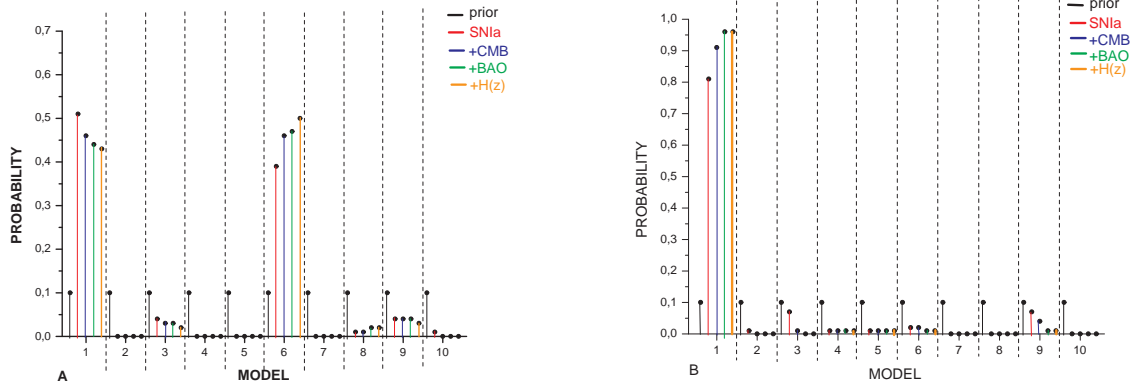 prior
SNIa
+CMB
+BAO
+H(z)
0,7
0,6
0,5
0,4
0,3
0,2
0,1
0,0
PROBABILITY
1 2 3 4 5 6 7 8 9 10
A
MODEL
prior
SNIa
+CMB
+BAO
+H(z)
1,0
0,9
0,8
0,7
0,6
0,5
0,4
0,3
0,2
0,1
0,0
PROBABILITY
1 2 3 4 5 6 7 8 9 10
B
MODEL